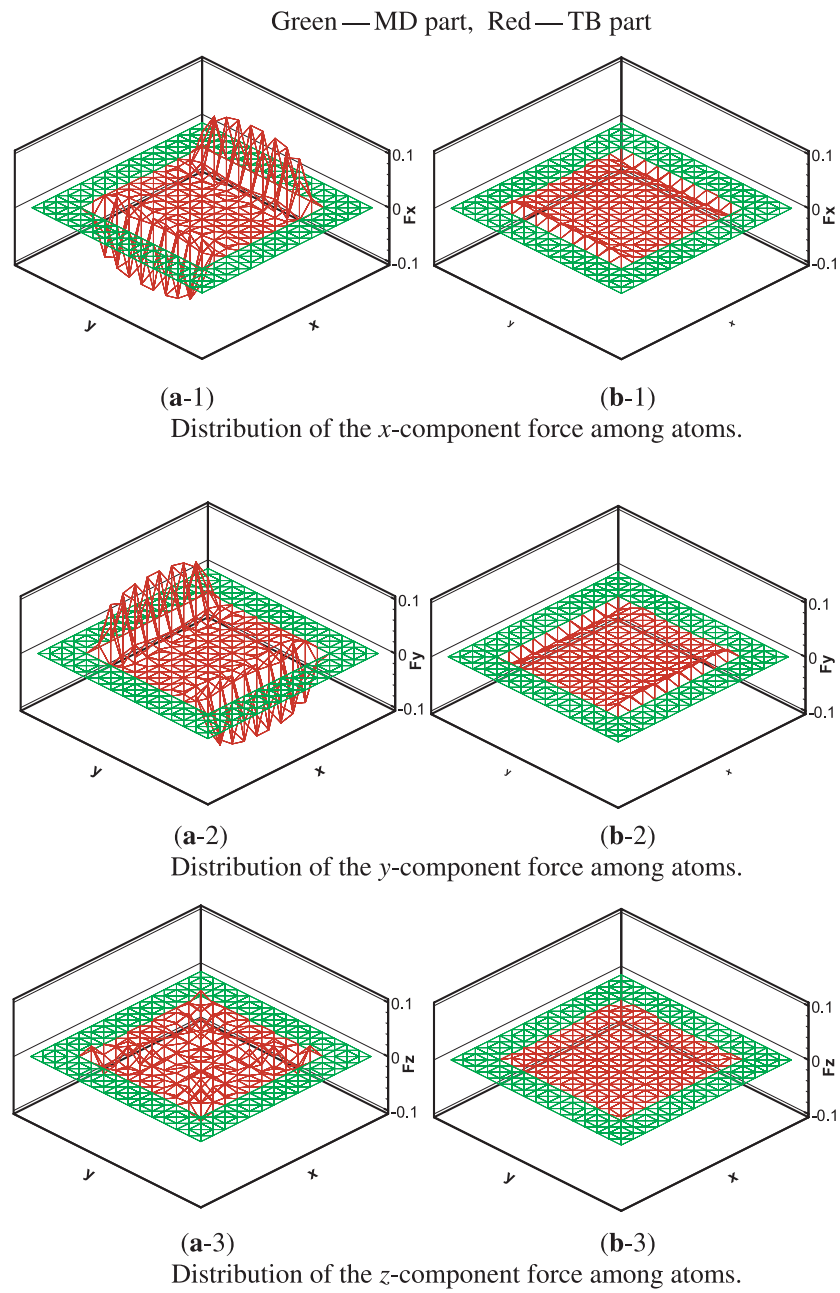 Green — MD part, Red — TB part
0.1
0
-0.1
Fx
y
x
0.1
0
-0.1
Fx
y
x
(a-1)
(b-1)
Distribution of the x-component force among atoms.
0.1
0
-0.1
Fy
y
x
0.1
0
-0.1
Fy
y
x
(a-2)
(b-2)
Distribution of the y-component force among atoms.
0.1
0
-0.1
Fz
y
x
0.1
0
-0.1
Fz
y
x
(a-3)
(b-3)
Distribution of the z-component force among atoms.